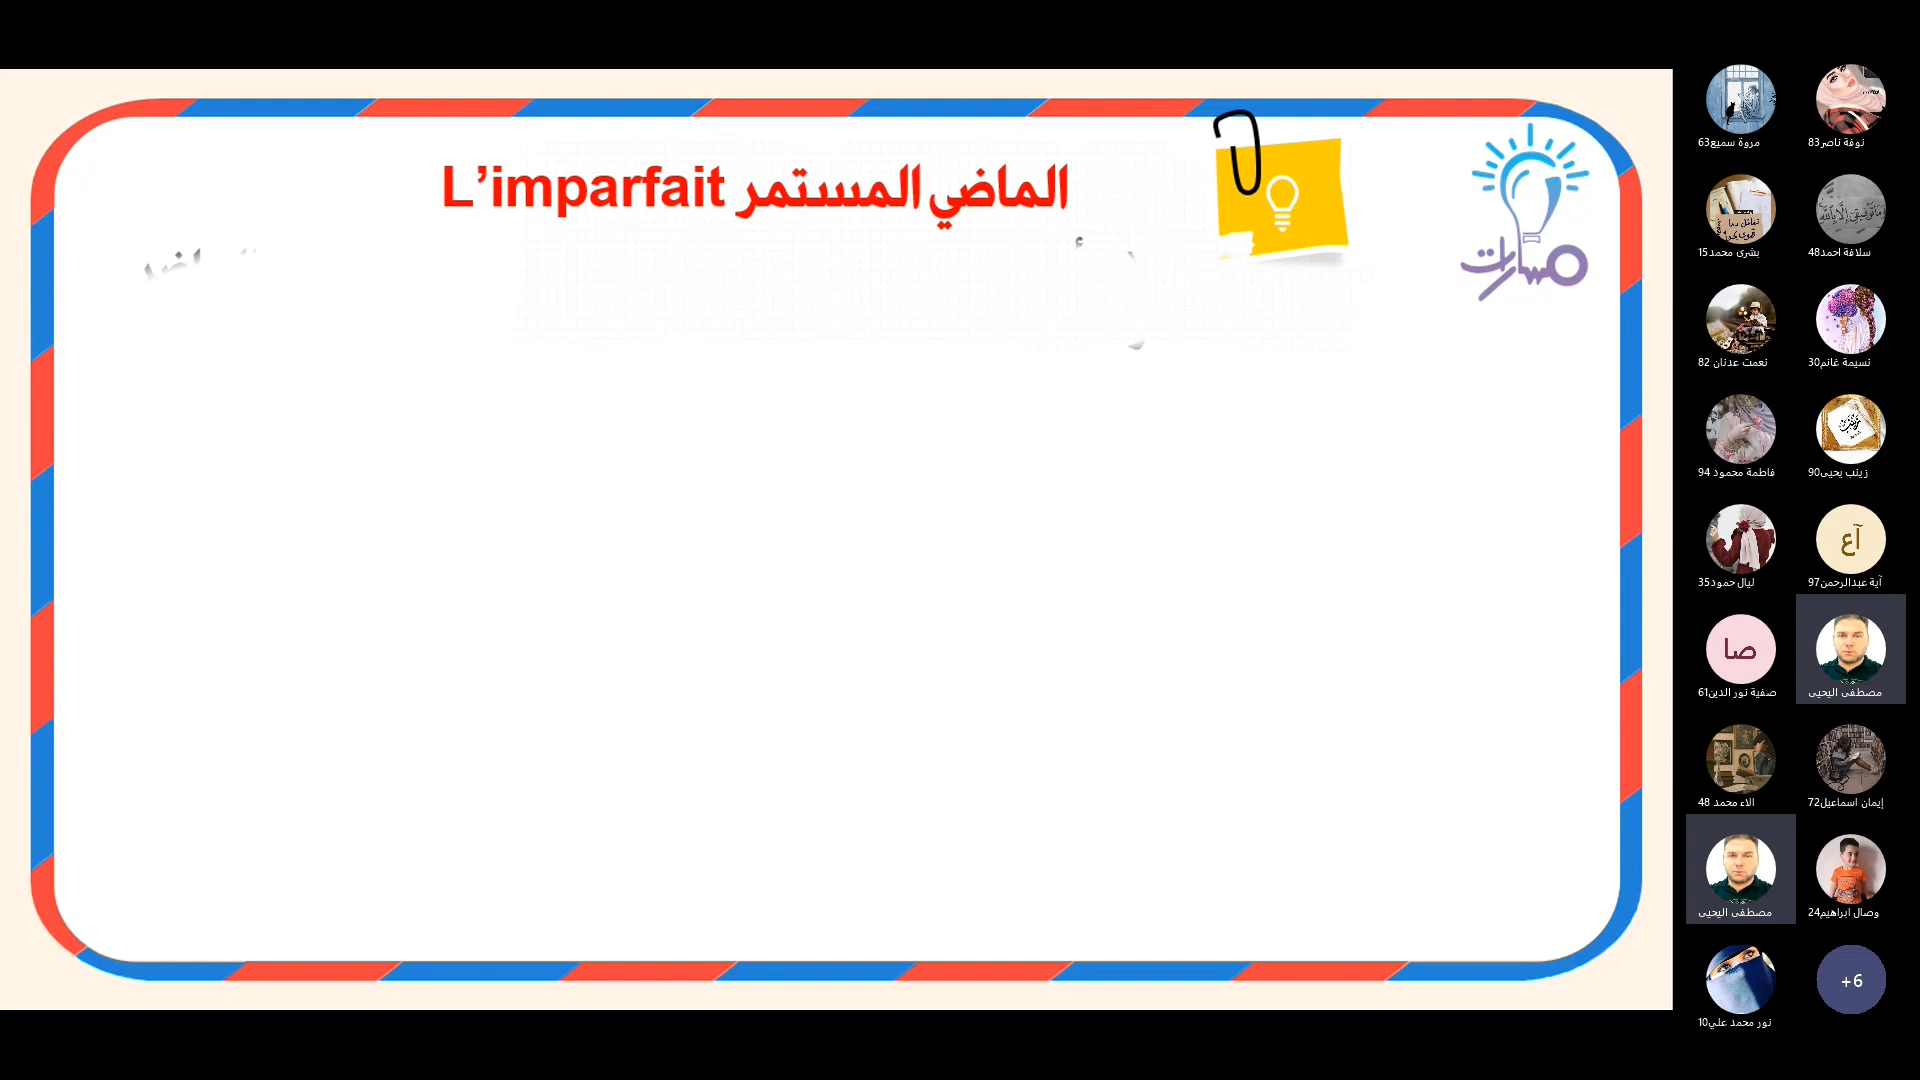 الماضي المستمر L’imparfait
مسارات
مروة سميع63
نوفة ناصر83
بشرى محمد15
سلافة احمد48
نعمت عدنان 82
نسيمة غانم30
فاطمة محمود 94
زينب يحيى90
ليال حمود35
آع
آية عبدالرحمن97
صا
صفية نور الدين61
مصطفى اليحيى
الاء محمد 48
إيمان اسماعيل72
مصطفى اليحيى
وصال ابراهيم24
نور محمد علي10
+6